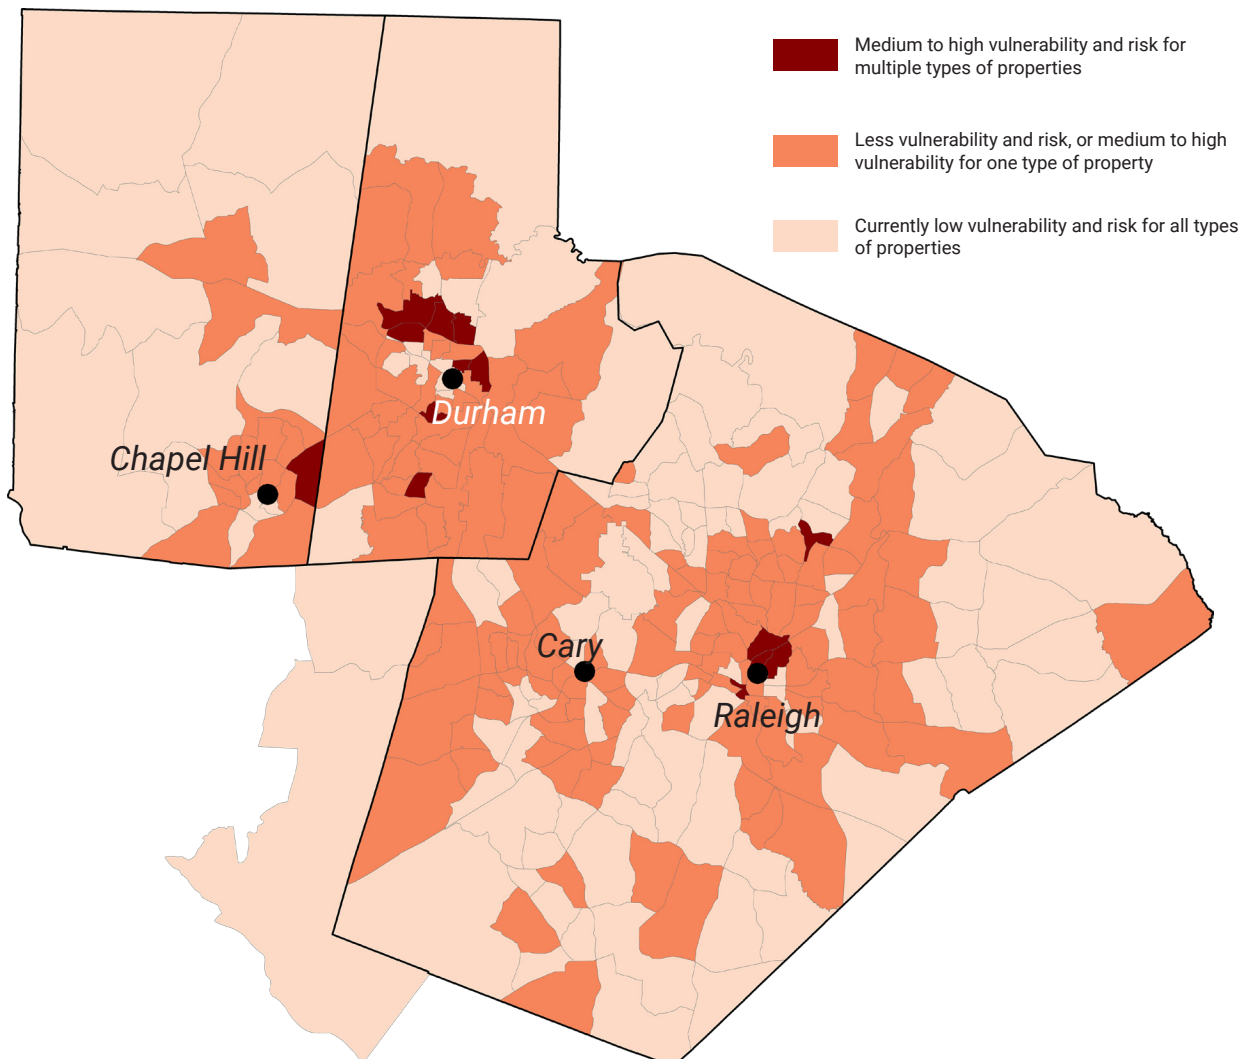 Medium to high vulnerability and risk for
multiple types of properties
Less vulnerability and risk, or medium to high
vulnerability for one type of property
Currently low vulnerability and risk for all types
of properties
Durham
Chapel Hill
Cary
Raleigh